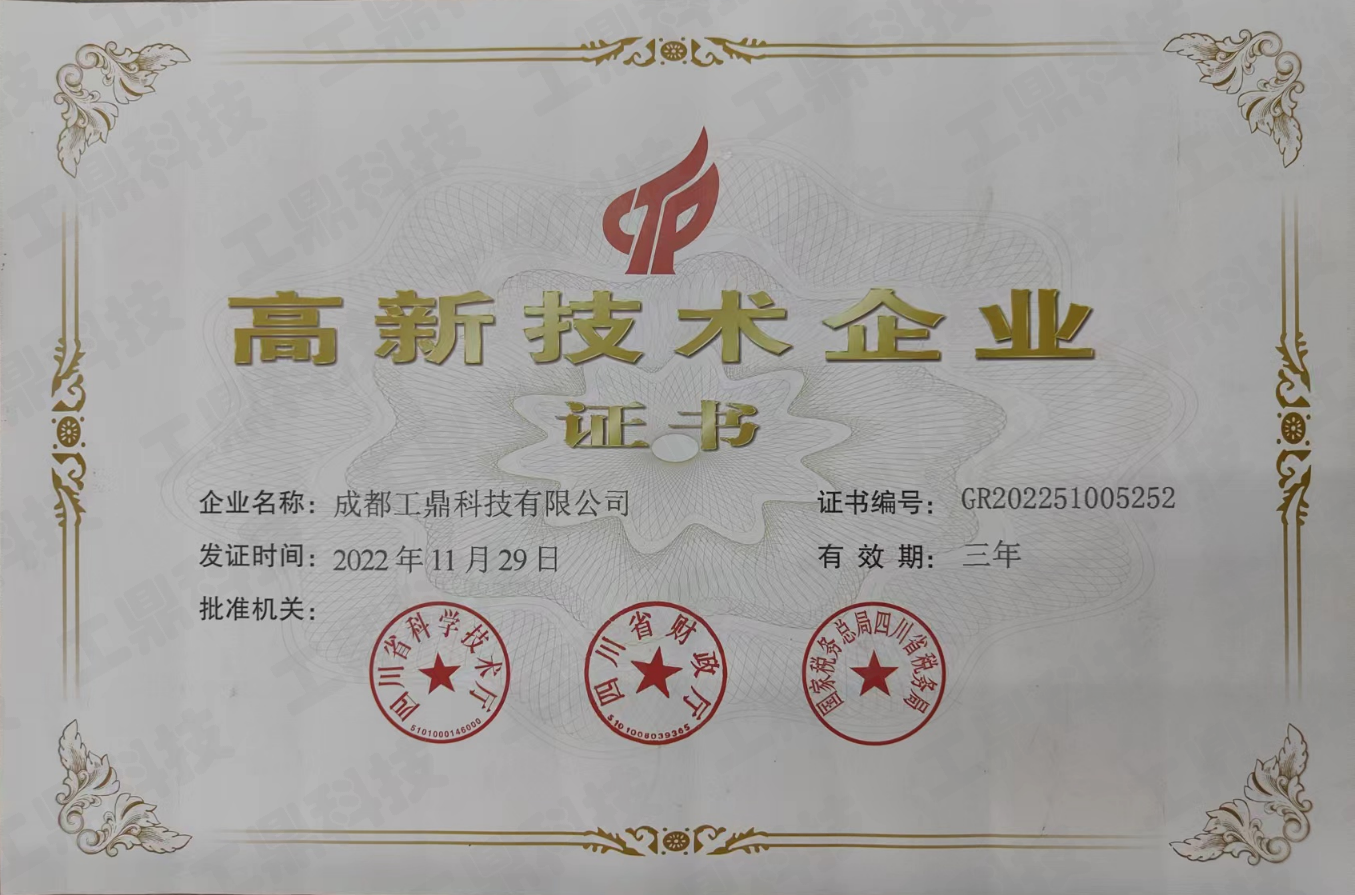 高新技术企业
证书
企业名称：成都工鼎科技有限公司
证书编号：GR202251005252
发证时间：2022年11月29日
有效期：三年
批准机关：
四川省科学技术厅
5101000146000
四川省财政厅
5101008039365
国家税务总局四川省税务局
工鼎科技